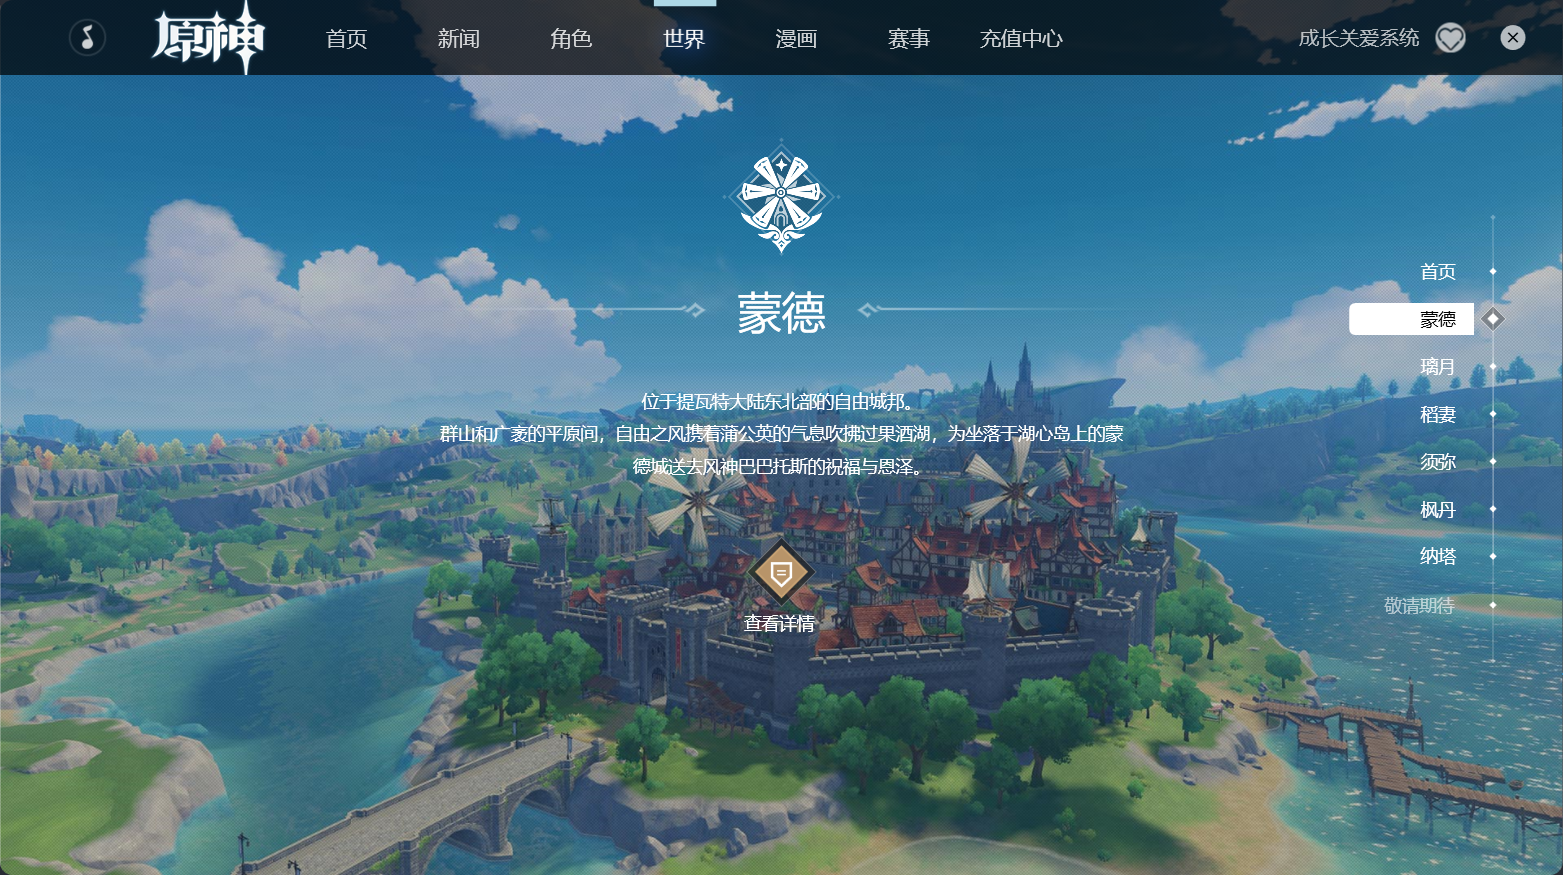 原神
首页
新闻
角色
世界
漫画
赛事
充值中心
成长关爱系统
蒙德
位于提瓦特大陆东北部的自由城邦。
群山和广袤的平原间，自由之风携着蒲公英的气息吹拂过果酒湖，为坐落于湖心岛上的蒙
德城送去风神巴巴托斯的祝福与恩泽。
查看详情
首页
蒙德
璃月
稻妻
须弥
枫丹
纳塔
敬请期待